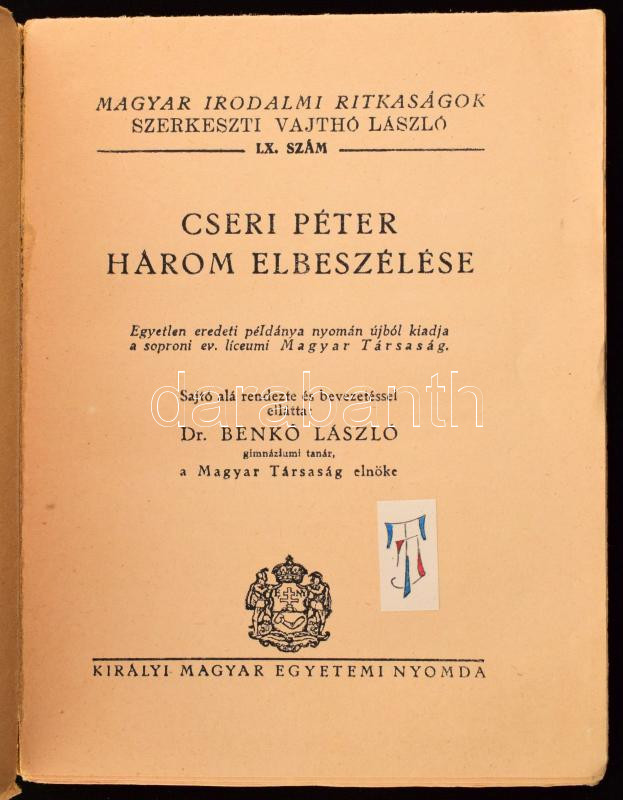 MAGYAR IRODALMI RITKASÁGOK
SZERKESZTI VAJTHÓ LÁSZLÓ
LX. SZÁM
CSERI PÉTER
HÁROM ELBESZÉLÉSE
Egyetlen eredeti példánya nyomán újból kiadja
a soproni ev. líceumi Magyar Társaság.
Sajtó alá rendezte és bevezetéssel
ellátta:
darabanth
Dr. BENKŐ LÁSZLÓ
gimnáziumi tanár,
a Magyar Társaság elnöke
KIRÁLYI MAGYAR EGYETEMI NYOMDA